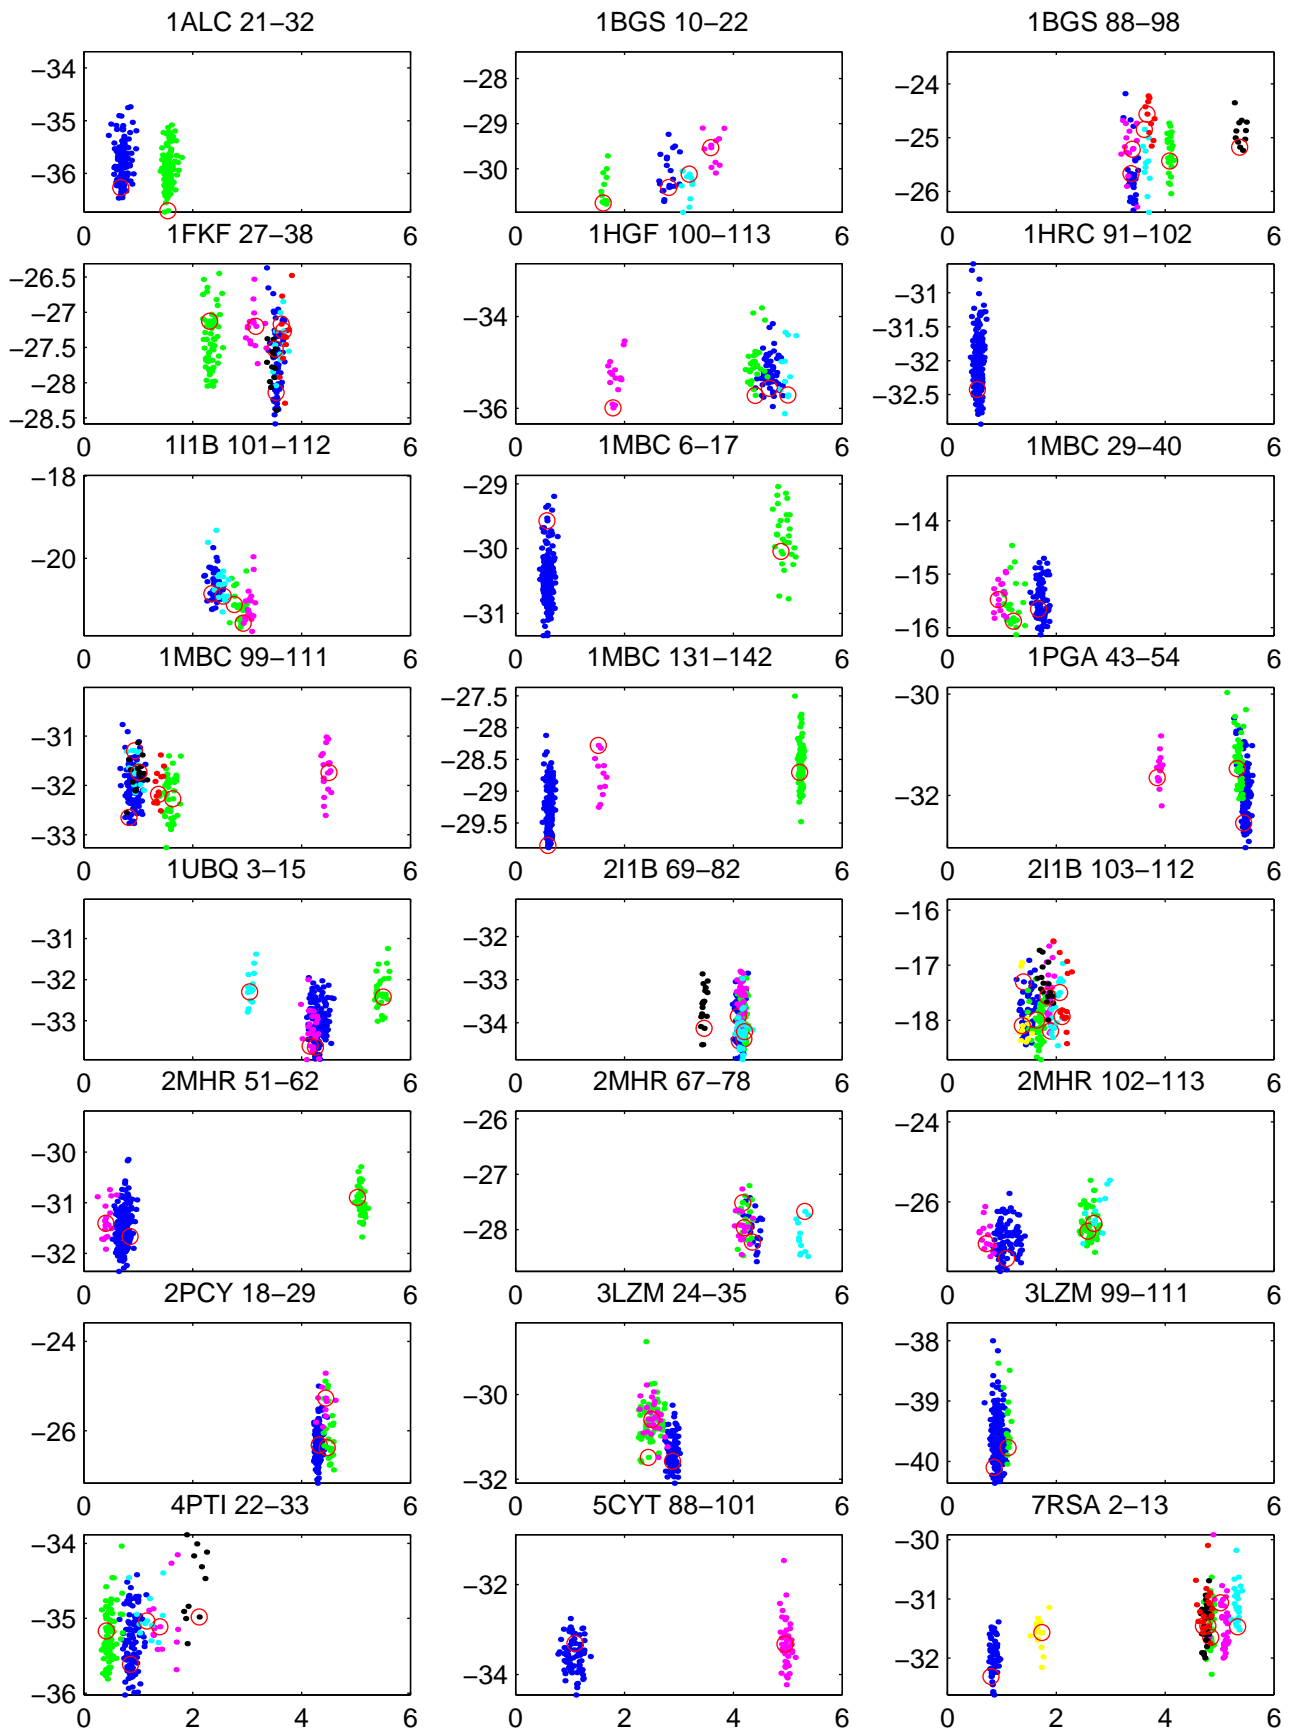 1ALC 21−32 1BGS 10−22 1BGS 88−98
−34 −35 −36 0 6
−28 −29 −30 0 6
−24 −25 −26 0 6
1FKF 27−38 1HGF 100−113 1HRC 91−102
−26.5 −27 −27.5 −28 −28.5 0 6
−34 −36 0 6
−31 −31.5 −32 −32.5 0 6
1I1B 101−112 1MBC 6−17 1MBC 29−40
−18 −20 0 6
−29 −30 −31 0 6
−14 −15 −16 0 6
1MBC 99−111 1MBC 131−142 1PGA 43−54
−31 −32 −33 0 6
−27.5 −28 −28.5 −29 −29.5 0 6
−30 −32 0 6
1UBQ 3−15 2I1B 69−82 2I1B 103−112
−31 −32 −33 0 6
−32 −33 −34 0 6
−16 −17 −18 0 6
2MHR 51−62 2MHR 67−78 2MHR 102−113
−30 −31 −32 0 6
−26 −27 −28 0 6
−24 −26 0 6
2PCY 18−29 3LZM 24−35 3LZM 99−111
−24 −26 0 6
−30 −32 0 6
−38 −39 −40 0 6
4PTI 22−33 5CYT 88−101 7RSA 2−13
−34 −35 −36 0 2 4 6
−32 −34 0 2 4 6
−30 −31 −32 0 2 4 6